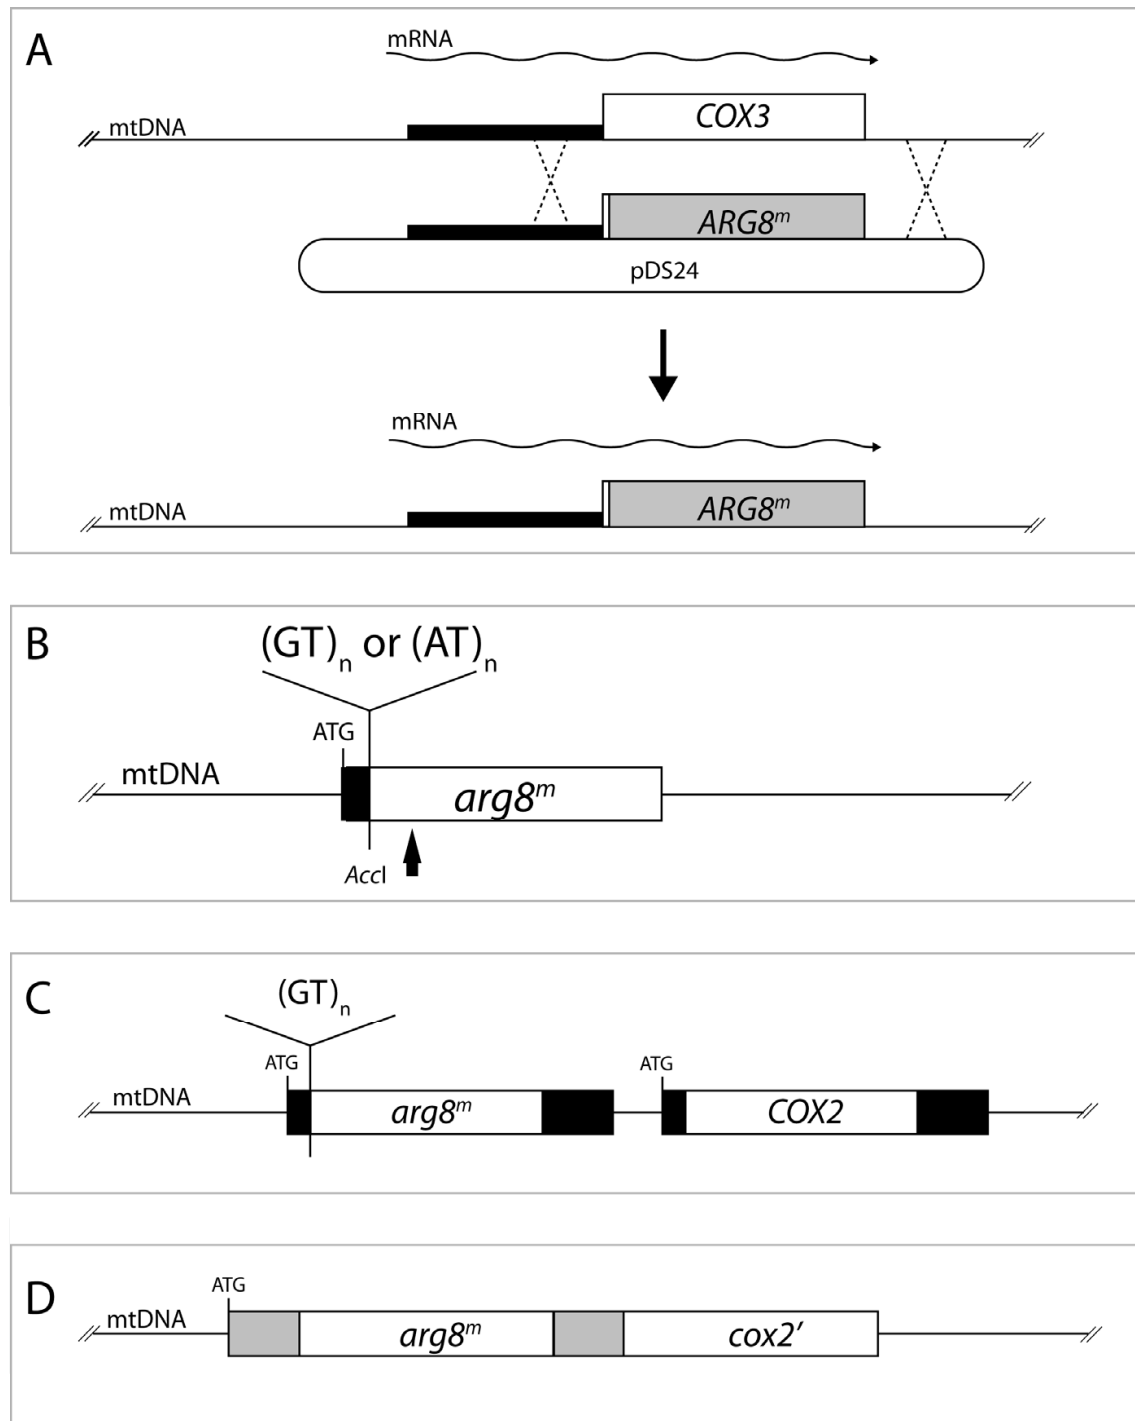 A
mRNA
mtDNA
COX3
ARG8ᵐ
pDS24
mRNA
mtDNA
ARG8ᵐ
B
(GT)ₙ or (AT)ₙ
ATG
mtDNA
arg8ᵐ
AccI
C
(GT)ₙ
ATG
ATG
mtDNA
arg8ᵐ
COX2
D
ATG
mtDNA
arg8ᵐ
cox2′